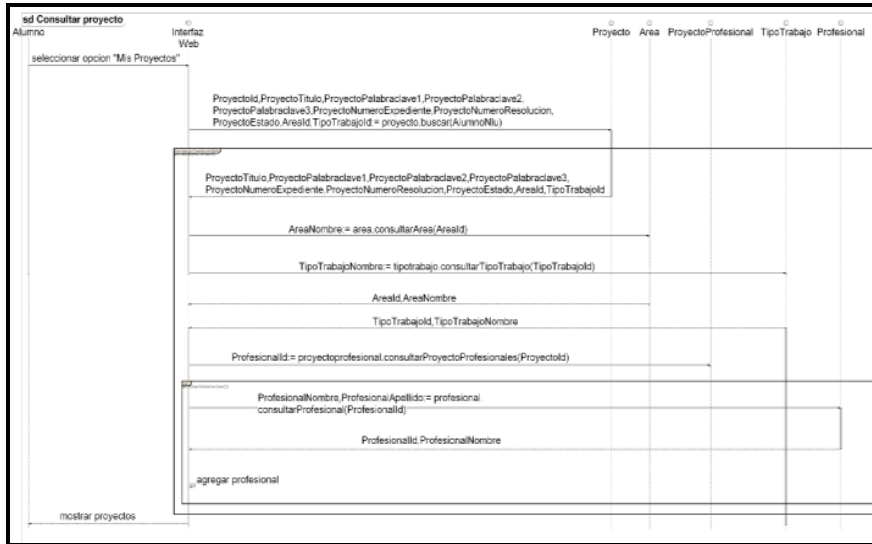 sd Consultar proyecto
Alumno
Interfaz
Web
Proyecto
Area
ProyectoProfesional
TipoTrabajo
Profesional
seleccionar opcion "Mis Proyectos"
ProyectoId,ProyectoTitulo,ProyectoPalabraclave1,ProyectoPalabraclave2,
ProyectoPalabraclave3,ProyectoNumeroExpediente,ProyectoNumeroResolucion,
ProyectoEstado,AreaId,TipoTrabajoId:= proyecto.buscar(AlumnoNlu)
ProyectoTitulo,ProyectoPalabraclave1,ProyectoPalabraclave2,ProyectoPalabraclave3,
ProyectoNumeroExpediente,ProyectoNumeroResolucion,ProyectoEstado,AreaId,TipoTrabajoId
AreaNombre:= area.consultarArea(AreaId)
TipoTrabajoNombre:= tipotrabajo.consultarTipoTrabajo(TipoTrabajoId)
AreaId,AreaNombre
TipoTrabajoId,TipoTrabajoNombre
ProfesionalId:= proyectoprofesional.consultarProyectoProfesionales(ProyectoId)
ProfesionalNombre,ProfesionalApellido:= profesional.
consultarProfesional(ProfesionalId)
ProfesionalId,ProfesionalNombre
agregar profesional
mostrar proyectos